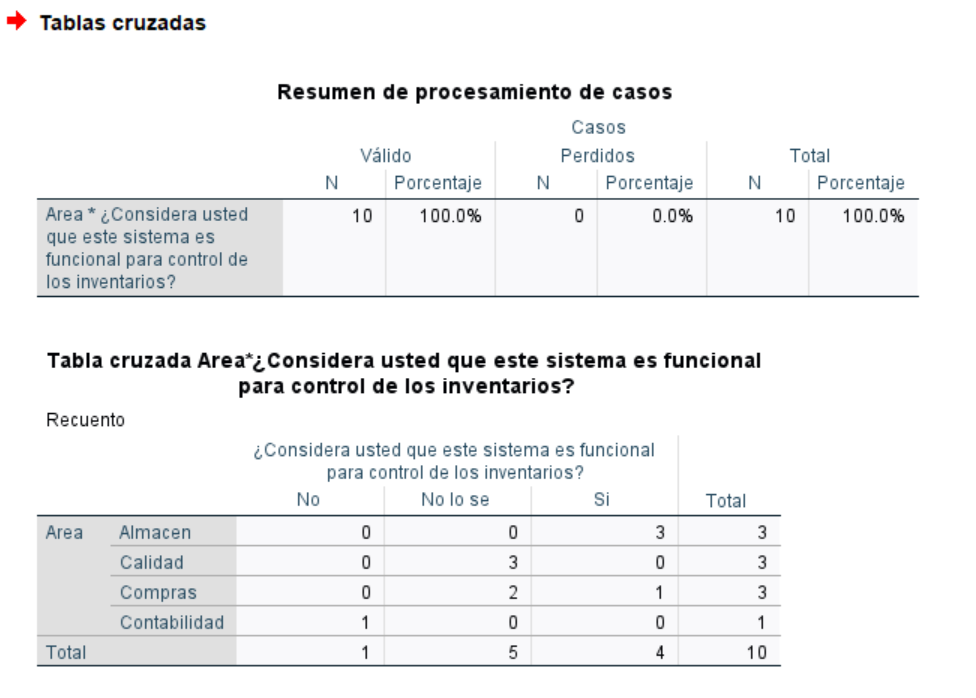 Tablas cruzadas
Resumen de procesamiento de casos
Casos
Válido Perdidos Total
N Porcentaje N Porcentaje N Porcentaje
Area * ¿Considera usted 10 100.0% 0 0.0% 10 100.0%
que este sistema es
funcional para control de
los inventarios?
Tabla cruzada Area*¿Considera usted que este sistema es funcional
para control de los inventarios?
Recuento
¿Considera usted que este sistema es funcional
para control de los inventarios?
No No lo se Si Total
Area Almacen 0 0 3 3
Calidad 0 3 0 3
Compras 0 2 1 3
Contabilidad 1 0 0 1
Total 1 5 4 10